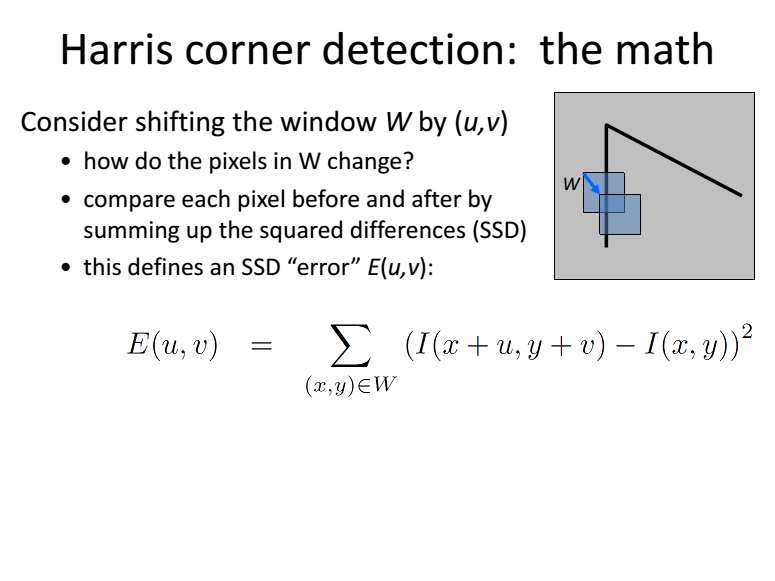 Harris corner detection:  the math
Consider shifting the window W by (u,v)
• how do the pixels in W change?
• compare each pixel before and after by
summing up the squared differences (SSD)
• this defines an SSD “error” E(u,v):
W
E(u, v) = ∑ (I(x + u, y + v) − I(x, y))²
(x,y)∈W